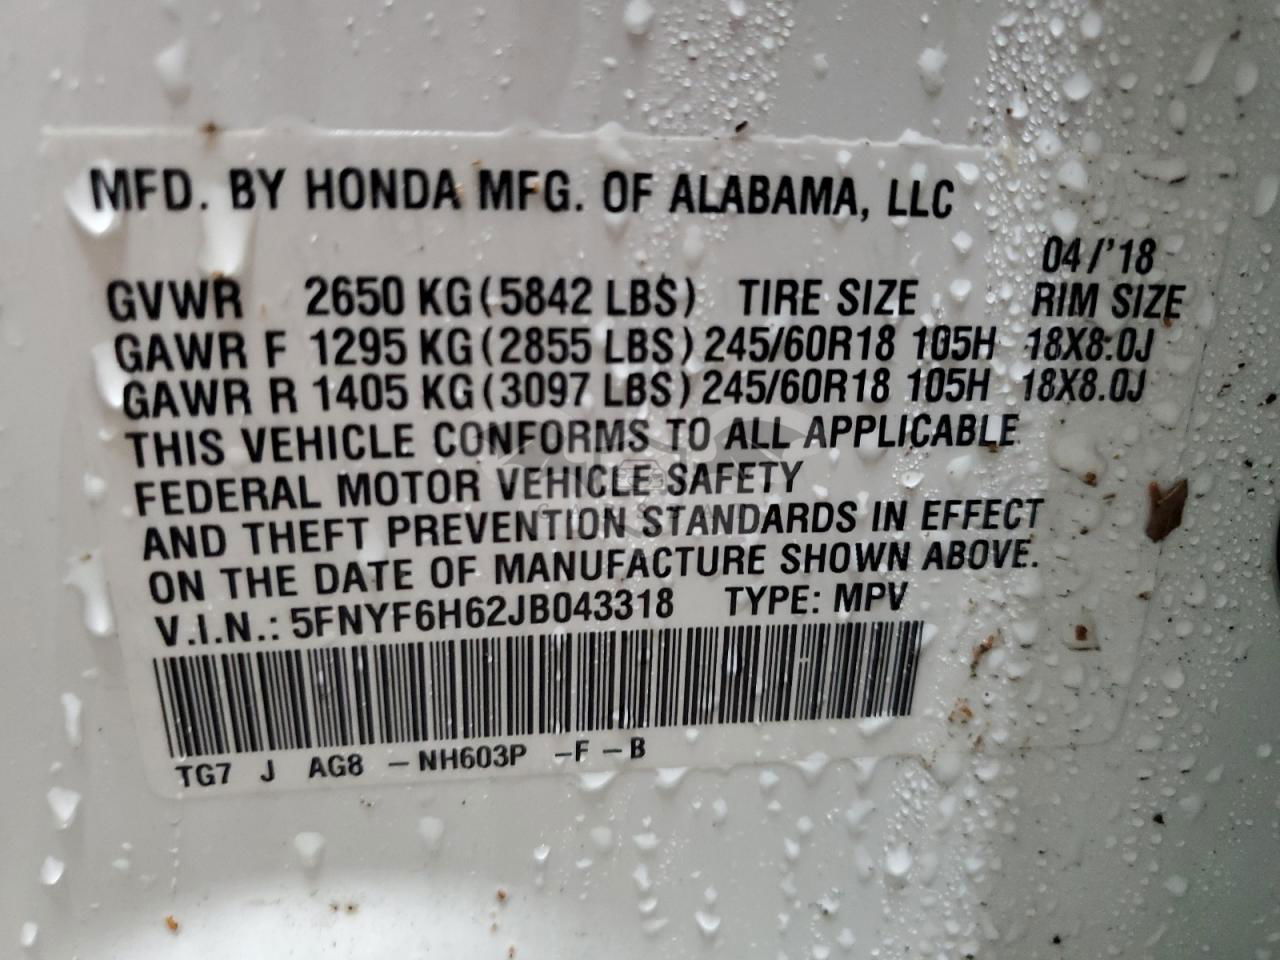 MFD. BY HONDA MFG. OF ALABAMA, LLC
04/'18
GVWR 2650 KG(5842 LBS) TIRE SIZE RIM SIZE
GAWR F 1295 KG(2855 LBS) 245/60R18 105H 18X8.0J
GAWR R 1405 KG(3097 LBS) 245/60R18 105H 18X8.0J
THIS VEHICLE CONFORMS TO ALL APPLICABLE
FEDERAL MOTOR VEHICLE SAFETY
AND THEFT PREVENTION STANDARDS IN EFFECT
ON THE DATE OF MANUFACTURE SHOWN ABOVE.
V.I.N.: 5FNYF6H62JB043318 TYPE: MPV
TG7 J AG8 -NH603P -F-B